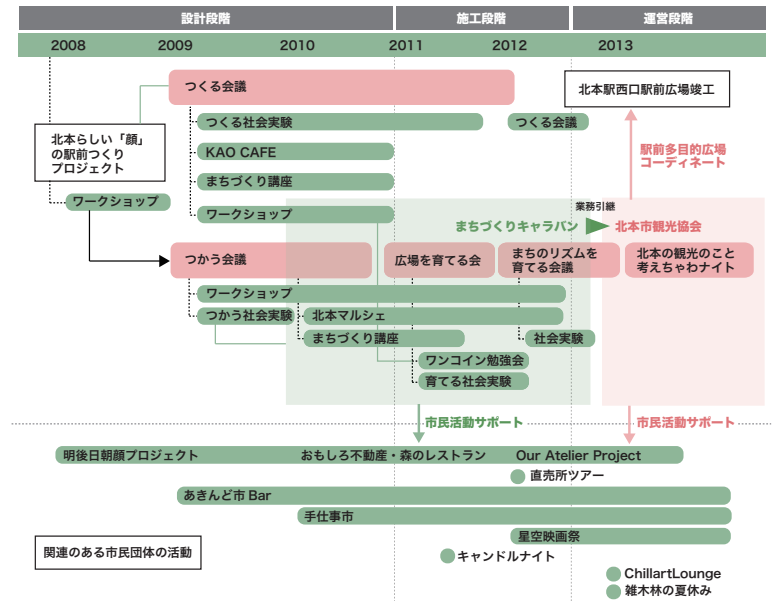 設計段階
施工段階
運営段階
2008
2009
2010
2011
2012
2013
つくる会議
北本駅西口駅前広場竣工
つくる社会実験
つくる会議
北本らしい「顔」
の駅前つくり
プロジェクト
KAO CAFE
駅前多目的広場
コーディネート
まちづくり講座
ワークショップ
ワークショップ
業務引継
まちづくりキャラバン
北本市観光協会
つかう会議
広場を育てる会
まちのリズムを
育てる会議
北本の観光のこと
考えちゃわナイト
ワークショップ
つかう社会実験
北本マルシェ
まちづくり講座
社会実験
ワンコイン勉強会
育てる社会実験
市民活動サポート
市民活動サポート
明後日朝顔プロジェクト
おもしろ不動産・森のレストラン
Our Atelier Project
直売所ツアー
あきんど市 Bar
手仕事市
星空映画祭
関連のある市民団体の活動
キャンドルナイト
ChillartLounge
雑木林の夏休み